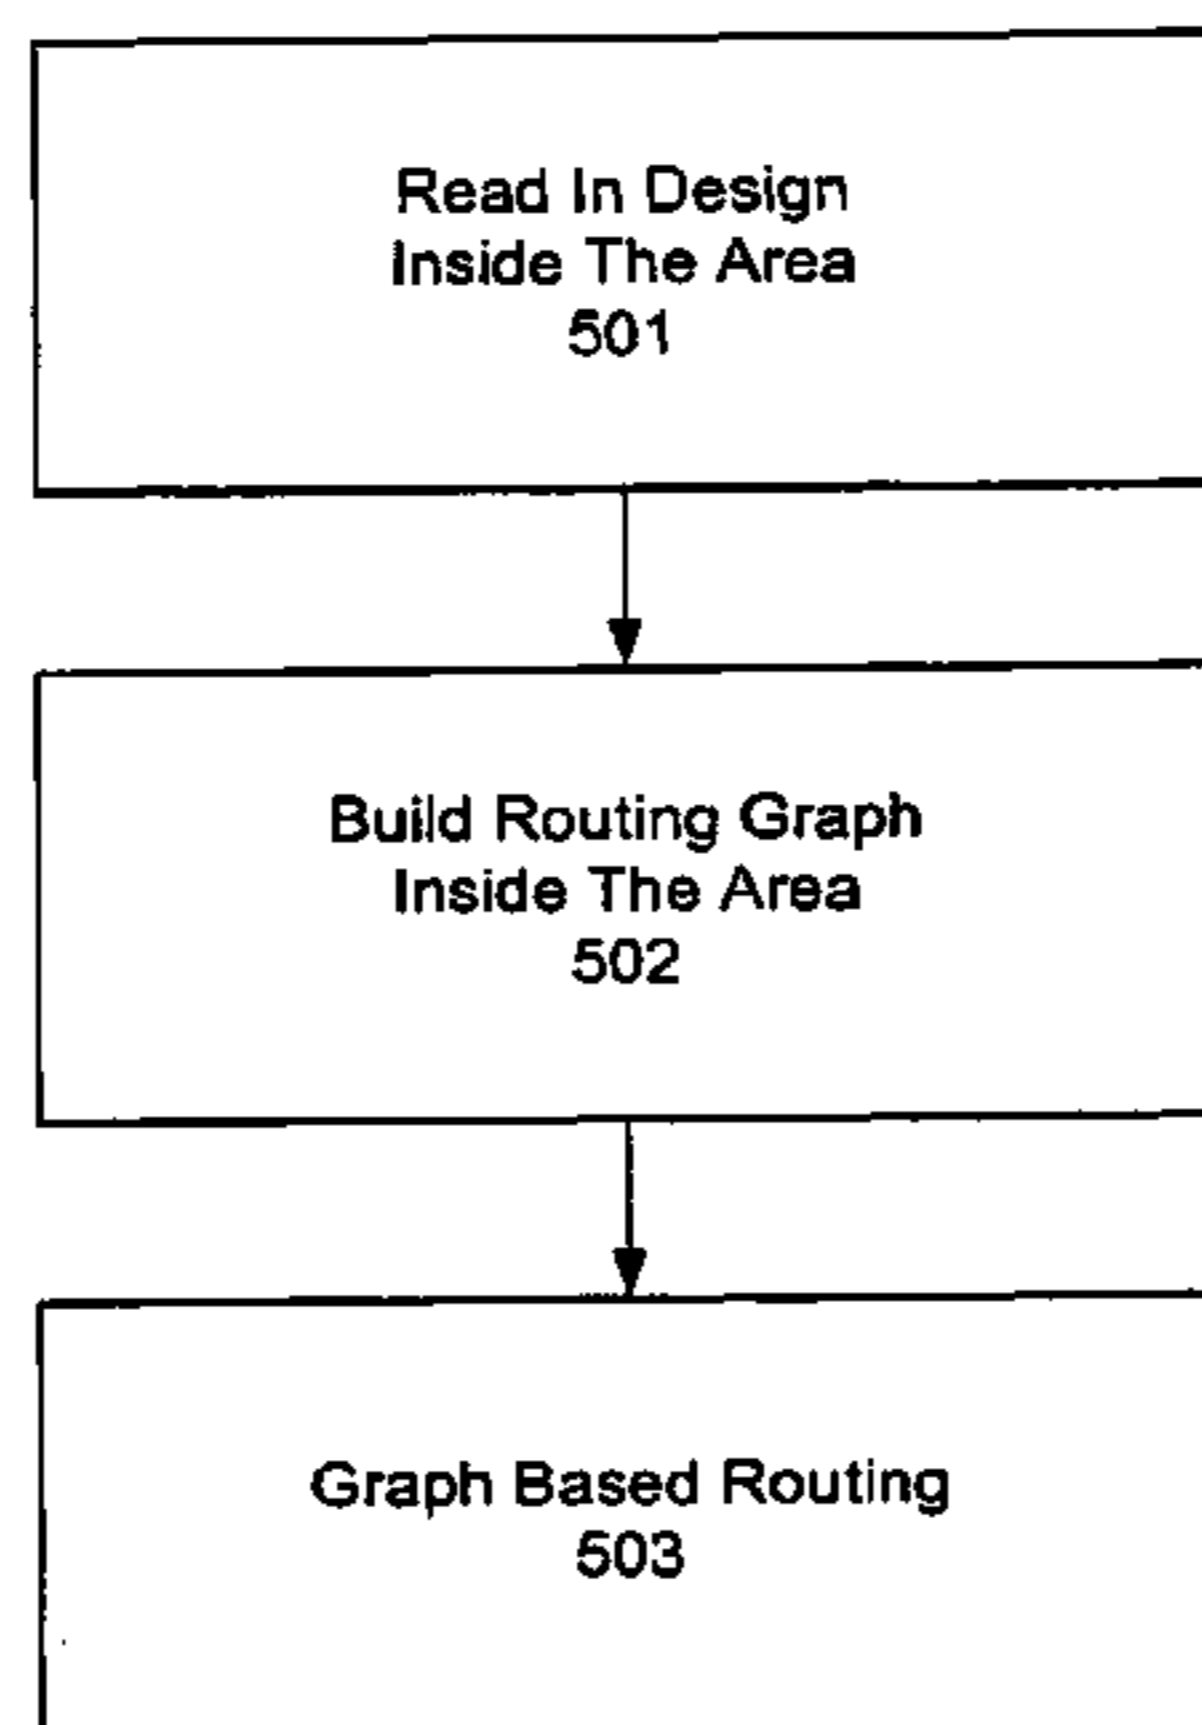 Read In Design
Inside The Area
501
Build Routing Graph
Inside The Area
502
Graph Based Routing
503